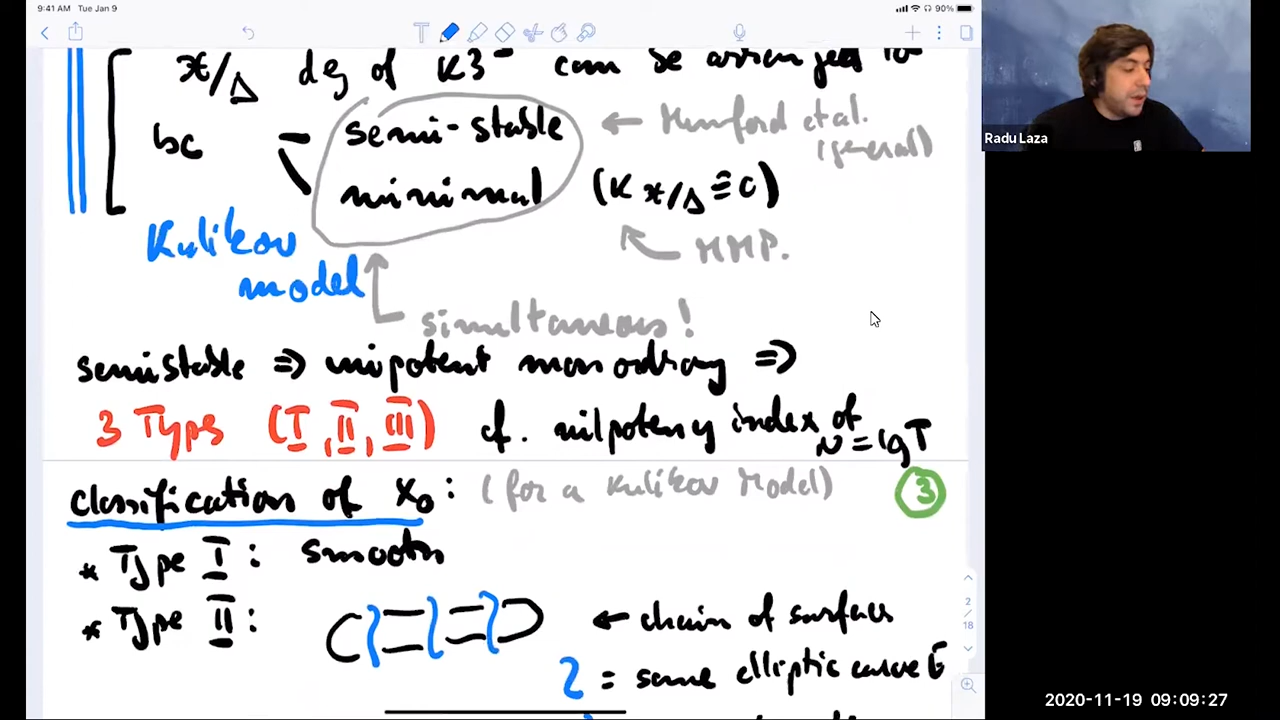 9:41 AM Tue Jan 9
90%
X/Δ deg of K3 can be arranged to
be - semi-stable ← Mumford et al. (general)
minimal (K X/Δ ≡ 0)
Kulikov model
↖ MMP.
simultaneous!
semistable ⇒ unipotent monodromy ⇒
3 Types (I, II, III) cf. nilpotency index of N = log T
Classification of X₀: (for a Kulikov Model) 3
* Type I: smooth
* Type II: ← chain of surfaces
= same elliptic curve E
2
/
18
Radu Laza
2020-11-19 09:09:27